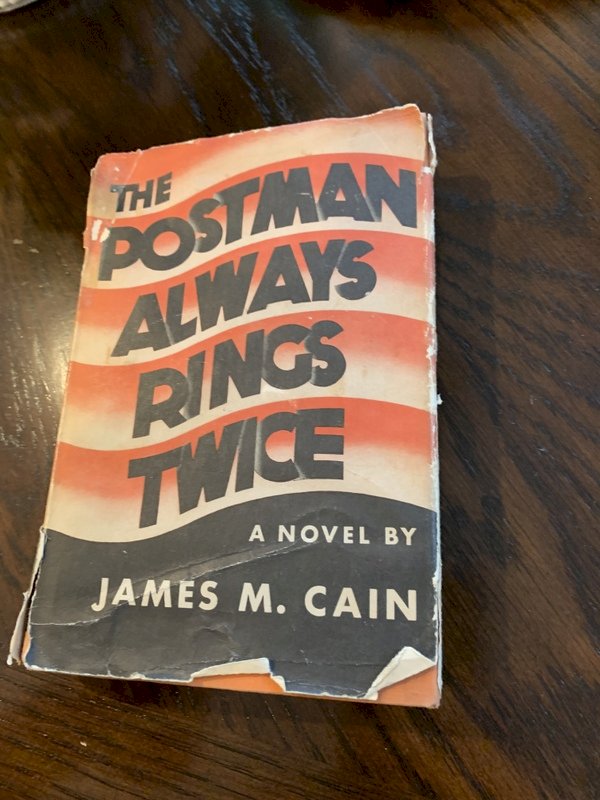 THE
POSTMAN
ALWAYS
RINGS
TWICE
A NOVEL BY
JAMES M. CAIN